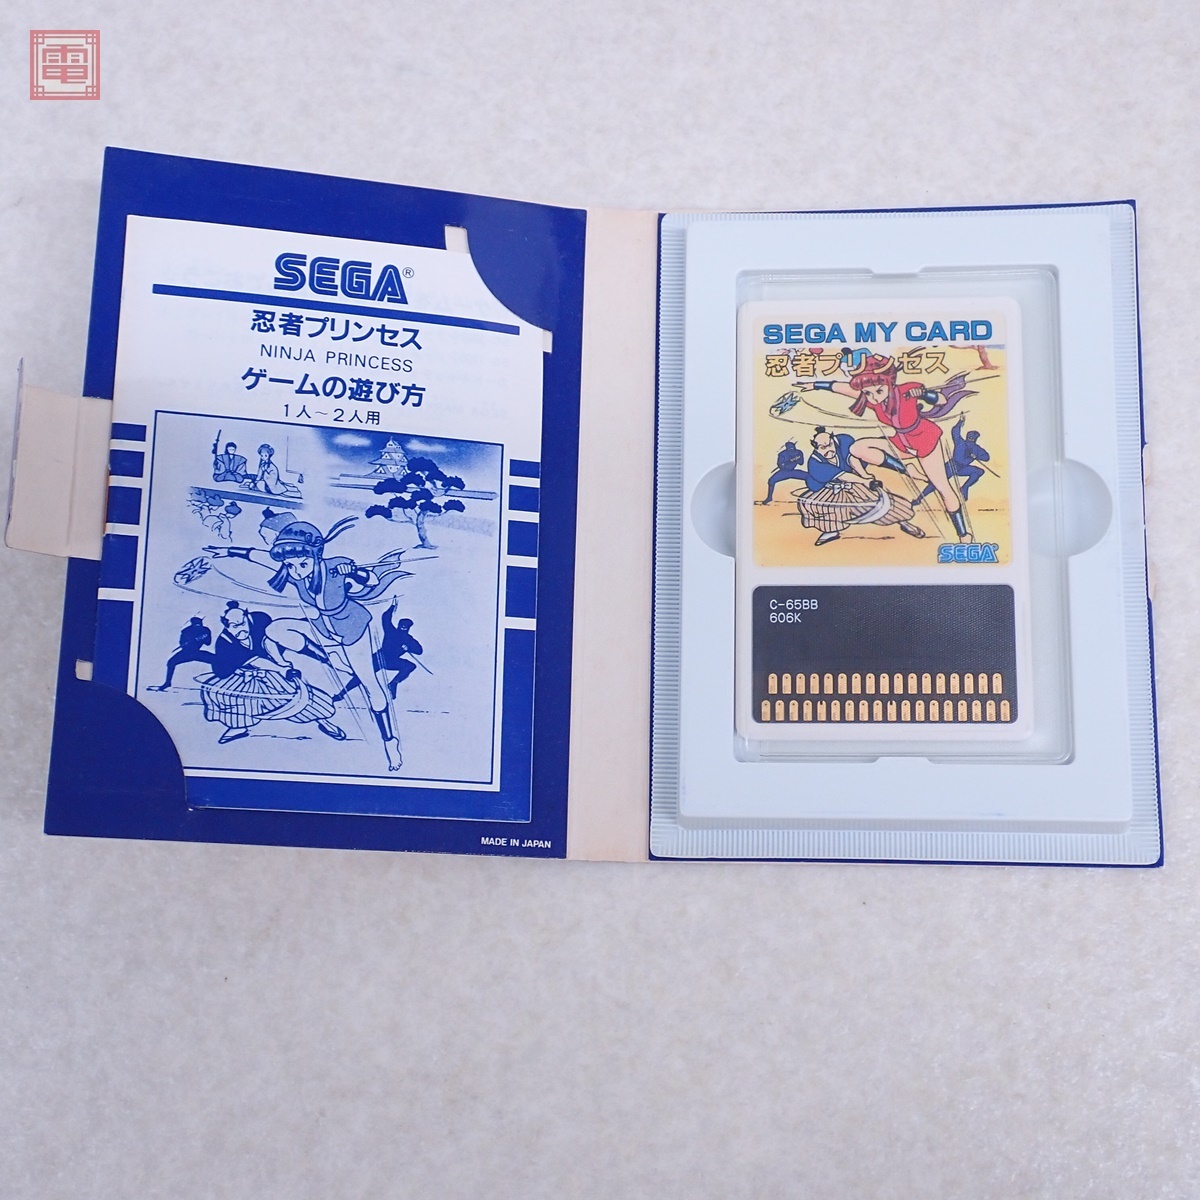 電
SEGA®
忍者プリンセス
NINJA PRINCESS
ゲームの遊び方
1人～2人用
MADE IN JAPAN
SEGA MY CARD
忍者プリンセス
SEGA®
C-65BB
606K